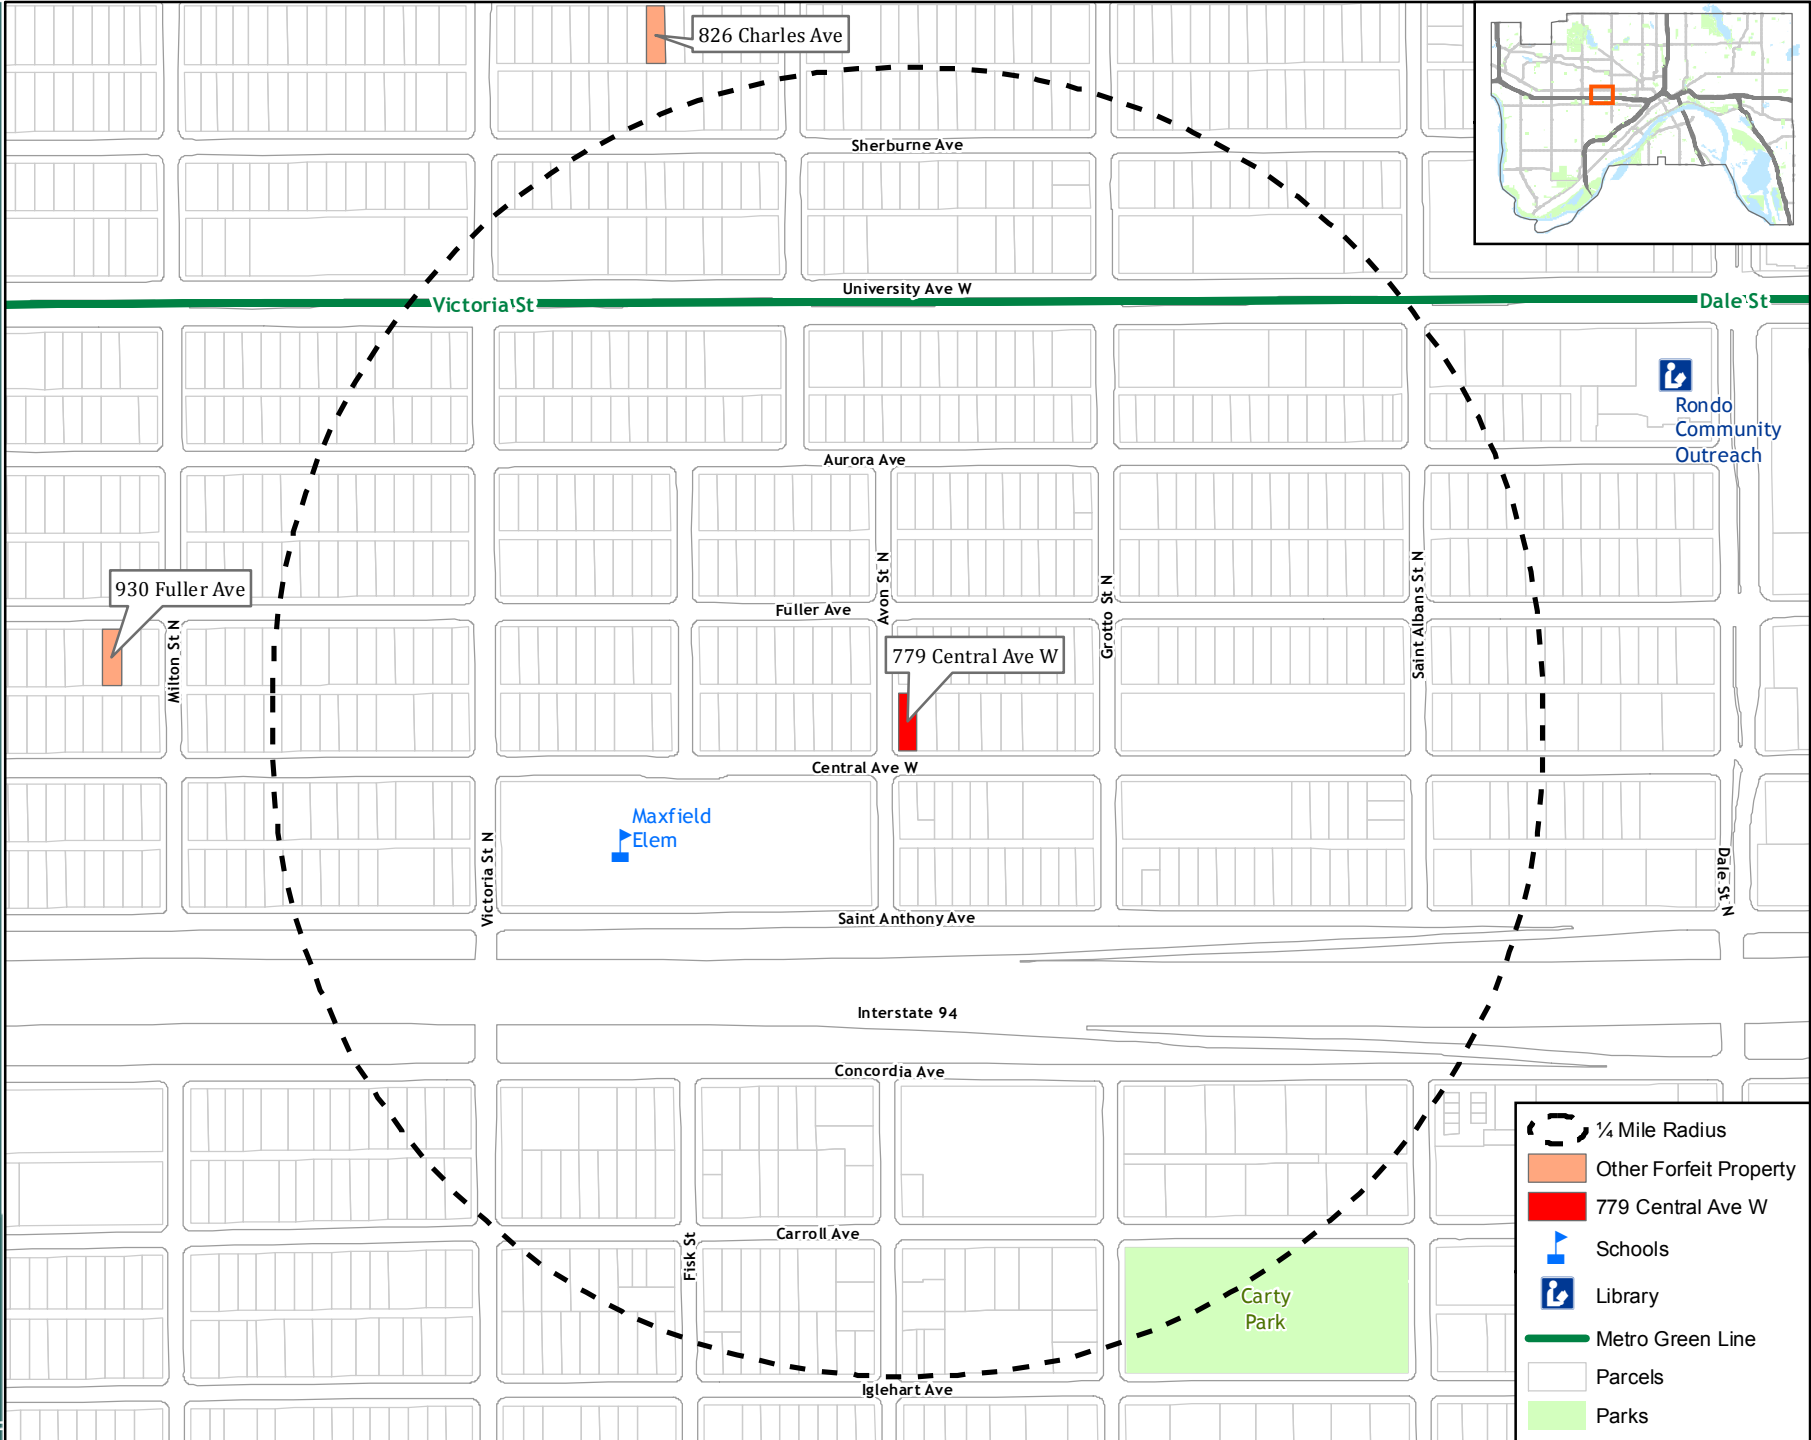 826 Charles Ave
Sherburne Ave
University Ave W
Victoria St
Dale St
Rondo
Community
Outreach
Aurora Ave
930 Fuller Ave
Fuller Ave
Avon St N
Grotto St N
Saint Albans St N
Milton St N
779 Central Ave W
Central Ave W
Maxfield
Elem
Victoria St N
Dale St N
Saint Anthony Ave
Interstate 94
Concordia Ave
Carroll Ave
Fisk St
Carty
Park
Iglehart Ave
¼ Mile Radius
Other Forfeit Property
779 Central Ave W
Schools
Library
Metro Green Line
Parcels
Parks